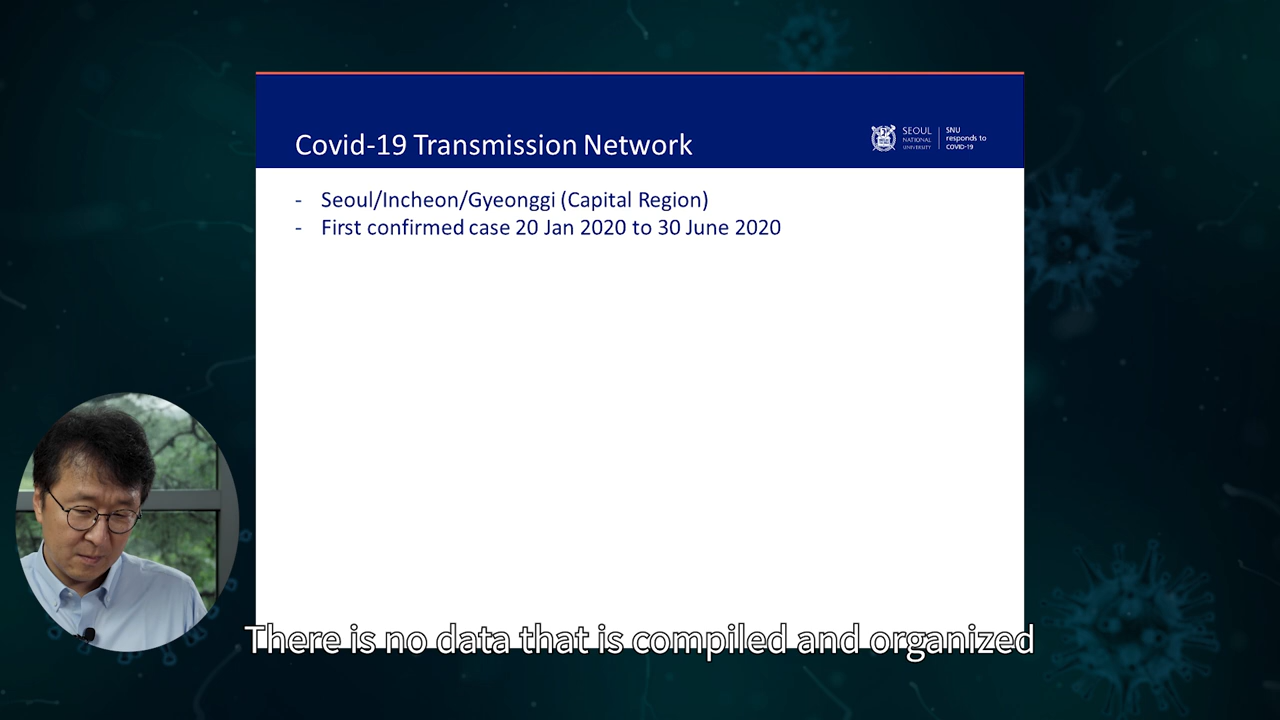 Covid-19 Transmission Network
SEOUL
NATIONAL
UNIVERSITY
SNU
responds to
COVID-19
- Seoul/Incheon/Gyeonggi (Capital Region)
- First confirmed case 20 Jan 2020 to 30 June 2020
There is no data that is compiled and organized